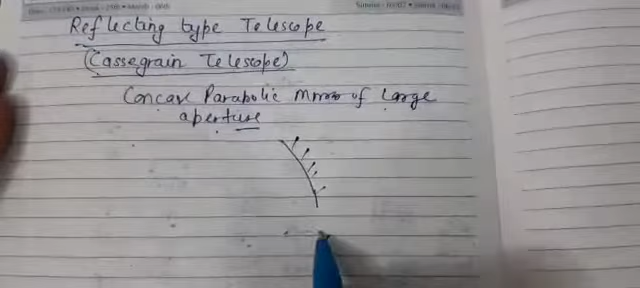 Reflecting type Telescope
(Cassegrain Telescope)
Concave Parabolic Mirror of Large
aperture